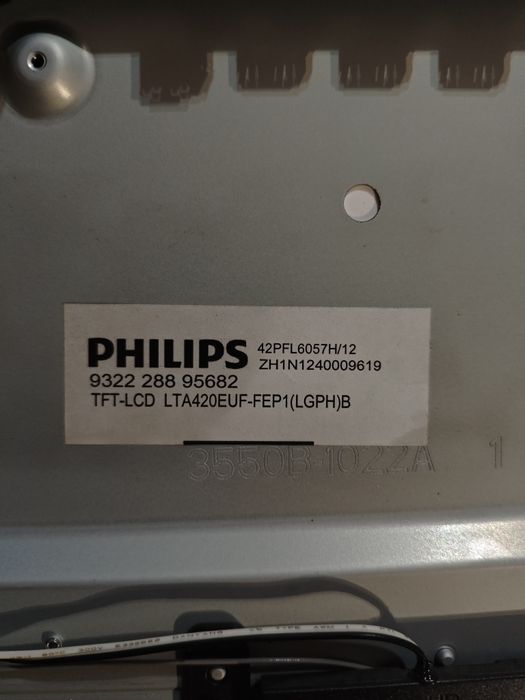 PHILIPS 42PFL6057H/12
ZH1N1240009619
9322 288 95682
TFT-LCD LTA420EUF-FEP1(LGPH)B
3550B-1022A 1